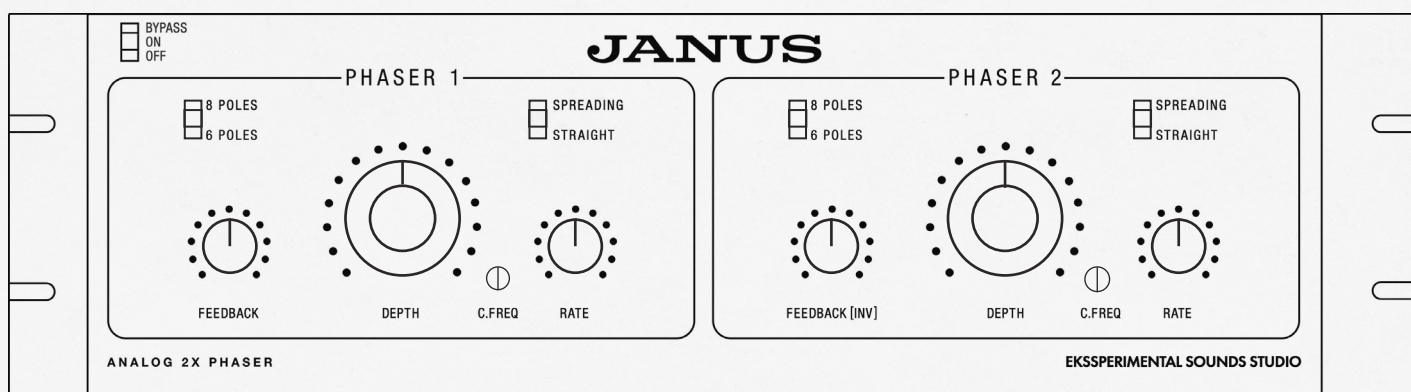 BYPASS
ON
OFF
JANUS
PHASER 1
8 POLES
6 POLES
SPREADING
STRAIGHT
FEEDBACK
DEPTH
C.FREQ
RATE
PHASER 2
8 POLES
6 POLES
SPREADING
STRAIGHT
FEEDBACK [INV]
DEPTH
C.FREQ
RATE
ANALOG 2X PHASER
EKSSPERIMENTAL SOUNDS STUDIO